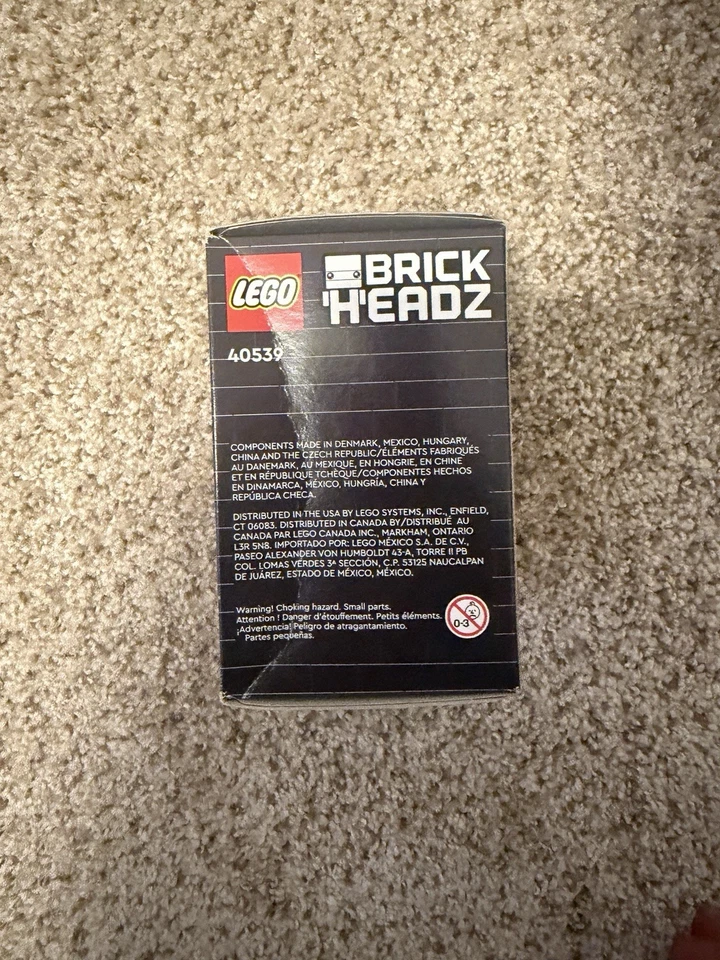 LEGO
BRICK
'H'EADZ
40539
COMPONENTS MADE IN DENMARK, MEXICO, HUNGARY,
CHINA AND THE CZECH REPUBLIC/ÉLÉMENTS FABRIQUÉS
AU DANEMARK, AU MEXIQUE, EN HONGRIE, EN CHINE
ET EN RÉPUBLIQUE TCHÈQUE/COMPONENTES HECHOS
EN DINAMARCA, MÉXICO, HUNGRÍA, CHINA Y
REPÚBLICA CHECA.
DISTRIBUTED IN THE USA BY LEGO SYSTEMS, INC., ENFIELD,
CT 06083. DISTRIBUTED IN CANADA BY/DISTRIBUÉ AU
CANADA PAR LEGO CANADA INC., MARKHAM, ONTARIO
L3R 5N8. IMPORTADO POR: LEGO MÉXICO S.A. DE C.V.,
PASEO ALEXANDER VON HUMBOLDT 43-A, TORRE II PB
COL. LOMAS VERDES 3ª SECCIÓN, C.P. 53125 NAUCALPAN
DE JUÁREZ, ESTADO DE MÉXICO, MÉXICO.
Warning! Choking hazard. Small parts.
Attention ! Danger d'étouffement. Petits éléments.
¡Advertencia! Peligro de atragantamiento.
Partes pequeñas.
0-3